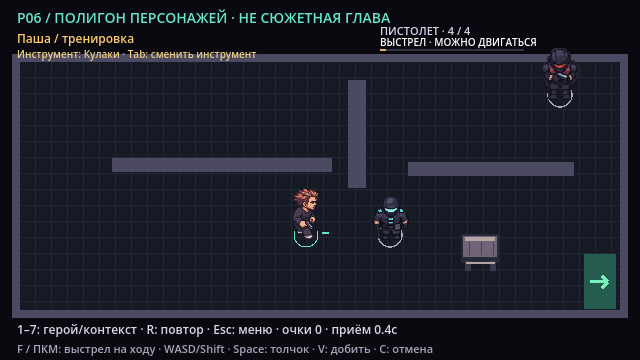 P06 / ПОЛИГОН ПЕРСОНАЖЕЙ · НЕ СЮЖЕТНАЯ ГЛАВА
Паша / тренировка
ПИСТОЛЕТ · 4 / 4
ВЫСТРЕЛ · МОЖНО ДВИГАТЬСЯ
Инструмент: Кулаки · Tab: сменить инструмент
1–7: герой/контекст · R: повтор · Esc: меню · очки 0 · приём 0.4с
F / ПКМ: выстрел на ходу · WASD/Shift · Space: толчок · V: добить · C: отмена